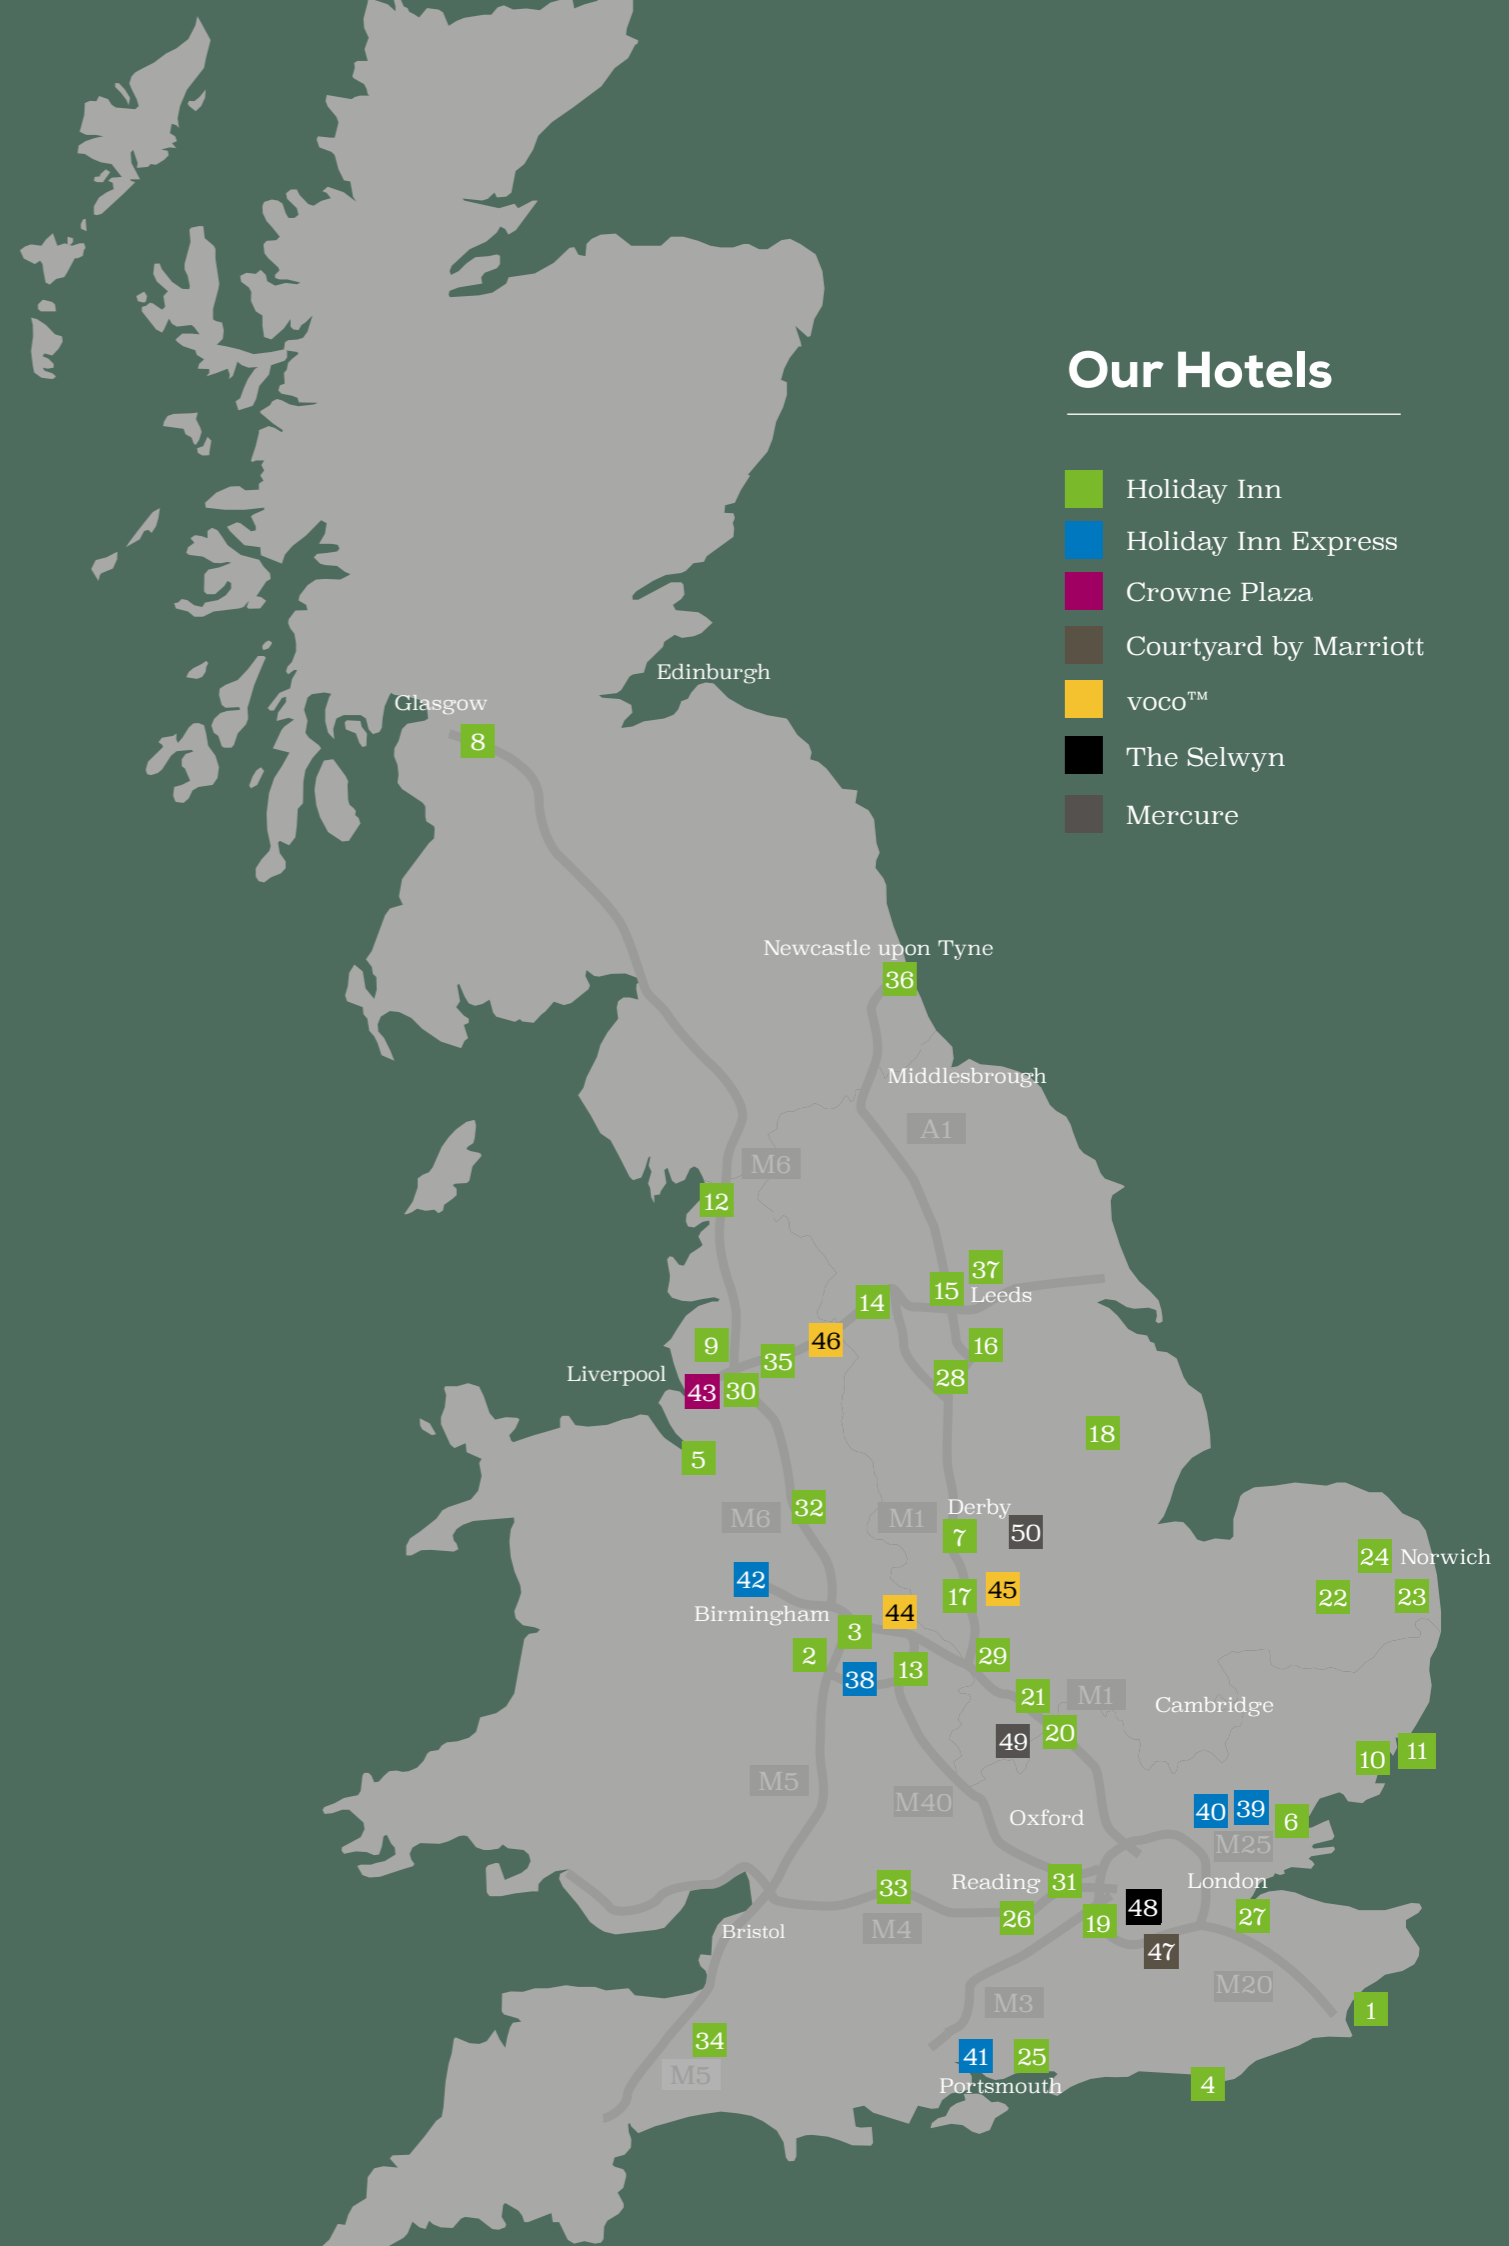 Our Hotels
Holiday Inn
Holiday Inn Express
Crowne Plaza
Courtyard by Marriott
voco™
The Selwyn
Mercure
Edinburgh
Glasgow
8
Newcastle upon Tyne
36
Middlesbrough
A1
M6
12
37
15
Leeds
14
46
9
35
16
Liverpool
28
43
30
18
5
32
Derby
M6
M1
50
7
24
Norwich
42
45
17
22
23
44
Birmingham
3
2
29
13
38
21
M1
Cambridge
20
49
11
10
M5
M40
40
39
Oxford
6
M25
33
Reading
31
London
48
26
19
27
Bristol
M4
47
M20
M3
1
34
41
25
M5
Portsmouth
4